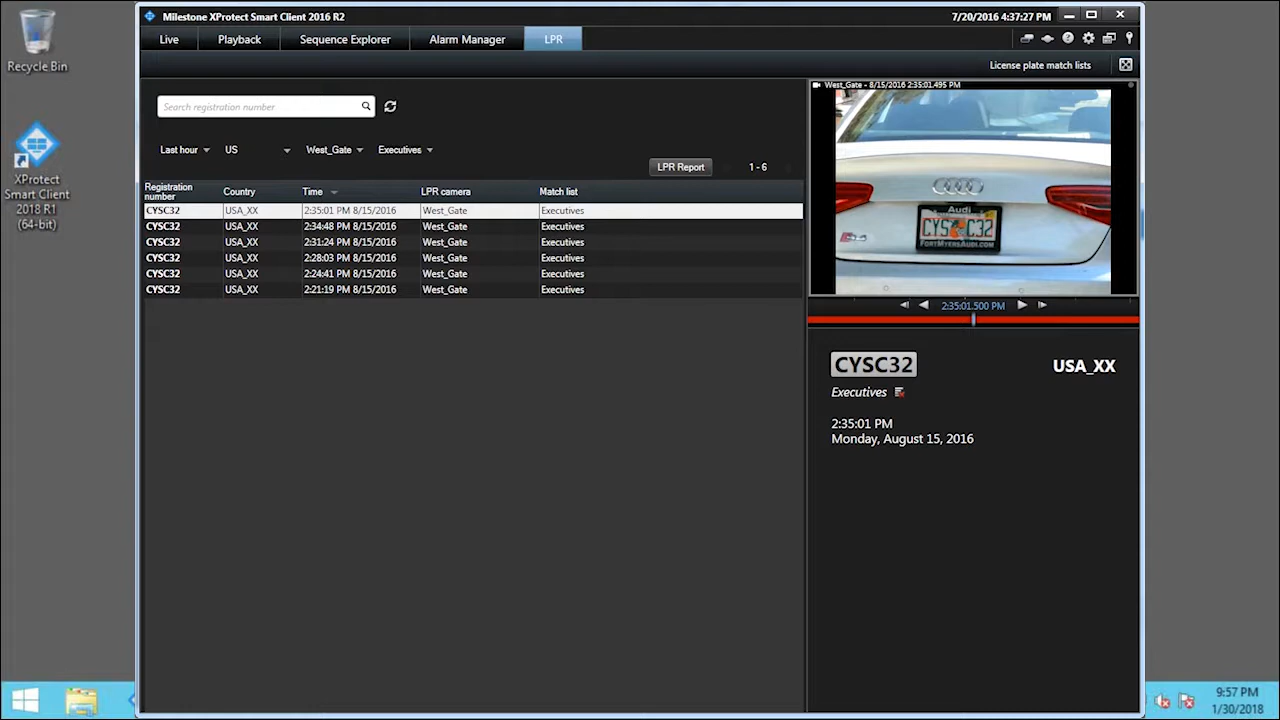 Recycle Bin
XProtect
Smart Client
2018 R1
(64-bit)
Milestone XProtect Smart Client 2016 R2
7/20/2016 4:37:27 PM
Live Playback Sequence Explorer Alarm Manager LPR
License plate match lists
Search registration number
Last hour US West_Gate Executives
LPR Report 1 - 6
Registration number Country Time LPR camera Match list
CYSC32 USA_XX 2:35:01 PM 8/15/2016 West_Gate Executives
CYSC32 USA_XX 2:34:48 PM 8/15/2016 West_Gate Executives
CYSC32 USA_XX 2:31:24 PM 8/15/2016 West_Gate Executives
CYSC32 USA_XX 2:28:03 PM 8/15/2016 West_Gate Executives
CYSC32 USA_XX 2:24:41 PM 8/15/2016 West_Gate Executives
CYSC32 USA_XX 2:21:19 PM 8/15/2016 West_Gate Executives
West_Gate - 8/15/2016 2:35:01.495 PM
Audi
CYS C32
FORTMYERSAUDI.COM
2:35:01.500 PM
CYSC32 USA_XX
Executives
2:35:01 PM
Monday, August 15, 2016
9:57 PM
1/30/2018